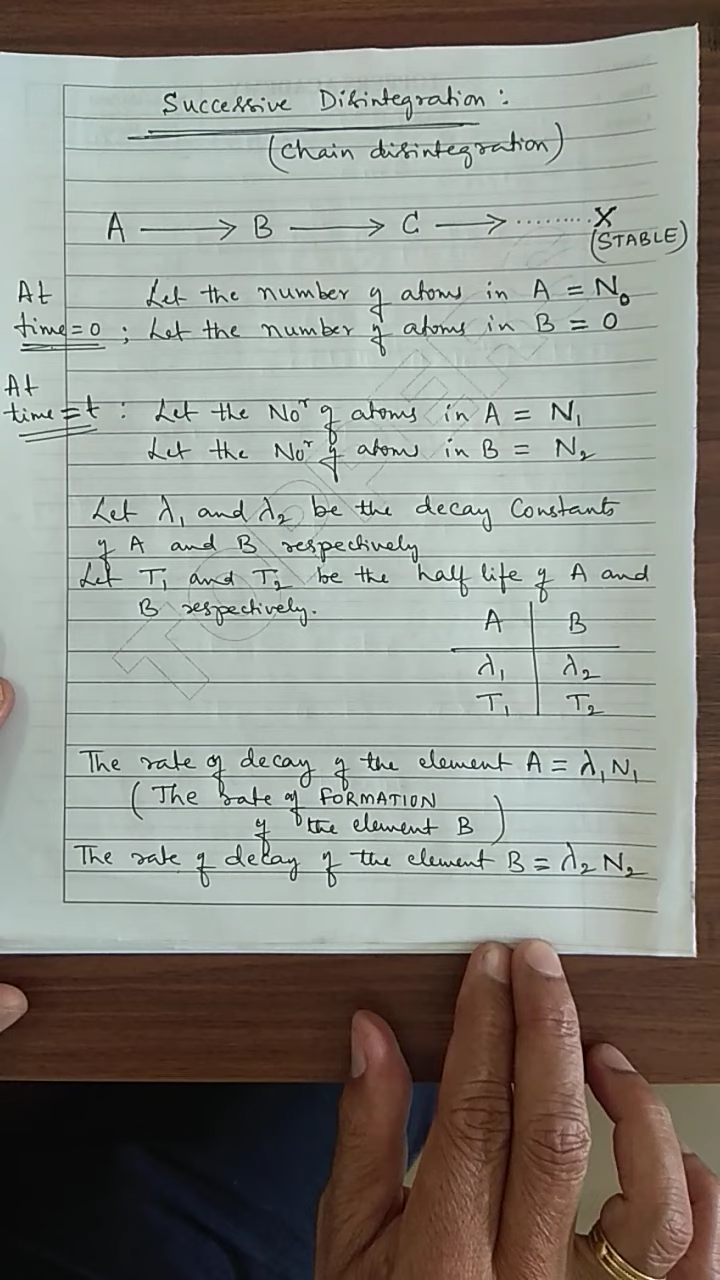 Successive Disintegration :
(Chain disintegration)
A → B → C → ........ X
(STABLE)
At Let the number of atoms in A = N₀
time = 0 ; Let the number of atoms in B = 0
At
time = t : Let the Noʳ of atoms in A = N₁
Let the Noʳ of atoms in B = N₂
Let λ₁ and λ₂ be the decay Constants
of A and B respectively
Let T₁ and T₂ be the half life of A and
B respectively.
A | B
λ₁ | λ₂
T₁ | T₂
The rate of decay of the element A = λ₁ N₁
( The rate of FORMATION
of the element B )
The rate of decay of the element B = λ₂ N₂